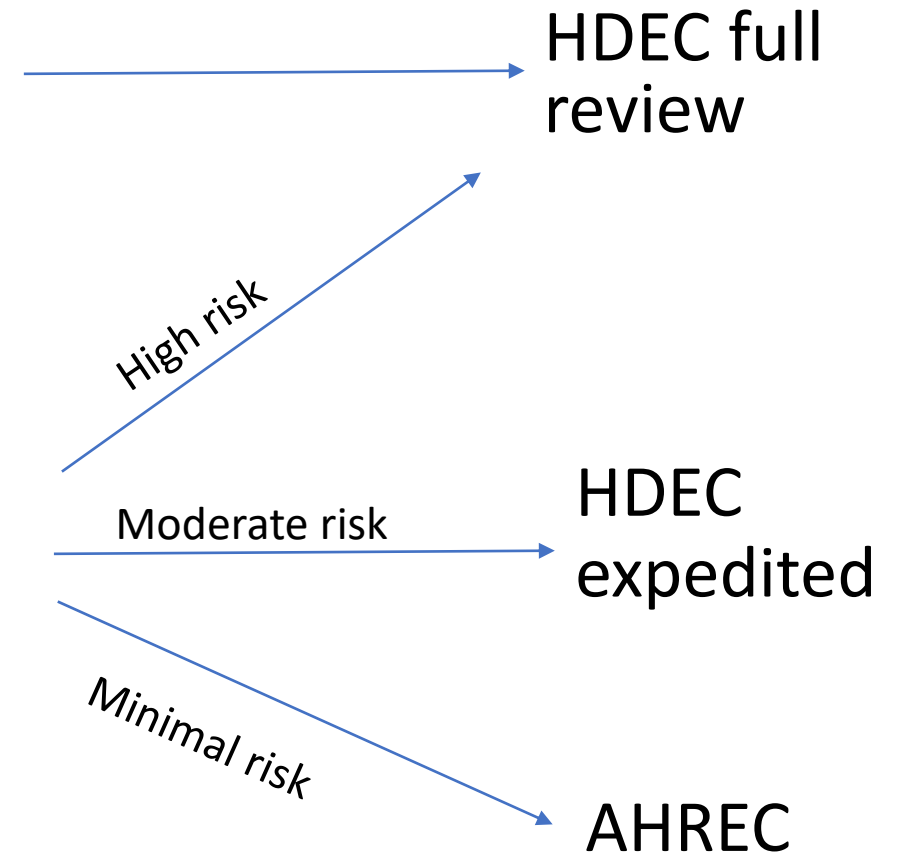 HDEC full
review
High risk
Moderate risk
HDEC
expedited
Minimal risk
AHREC